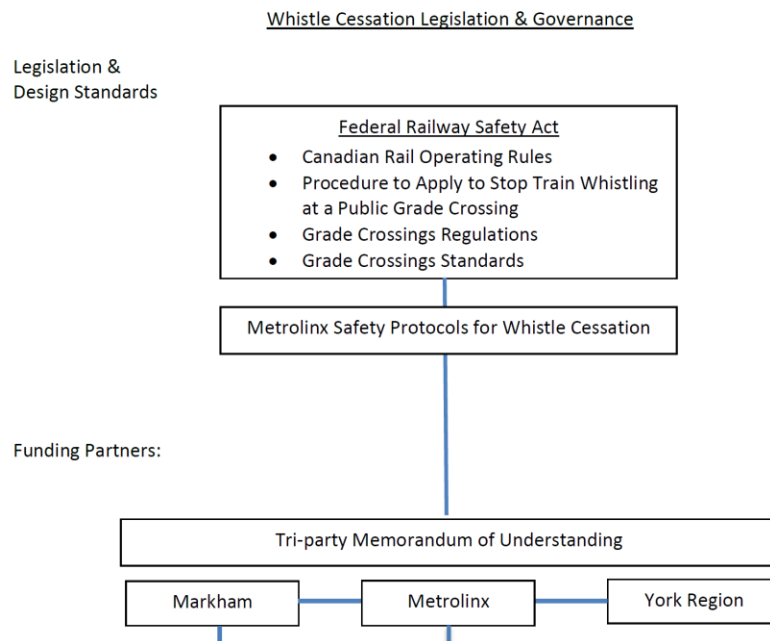 Whistle Cessation Legislation & Governance
Legislation &
Design Standards
Federal Railway Safety Act
• Canadian Rail Operating Rules
• Procedure to Apply to Stop Train Whistling
at a Public Grade Crossing
• Grade Crossings Regulations
• Grade Crossings Standards
Metrolinx Safety Protocols for Whistle Cessation
Funding Partners:
Tri-party Memorandum of Understanding
Markham
Metrolinx
York Region